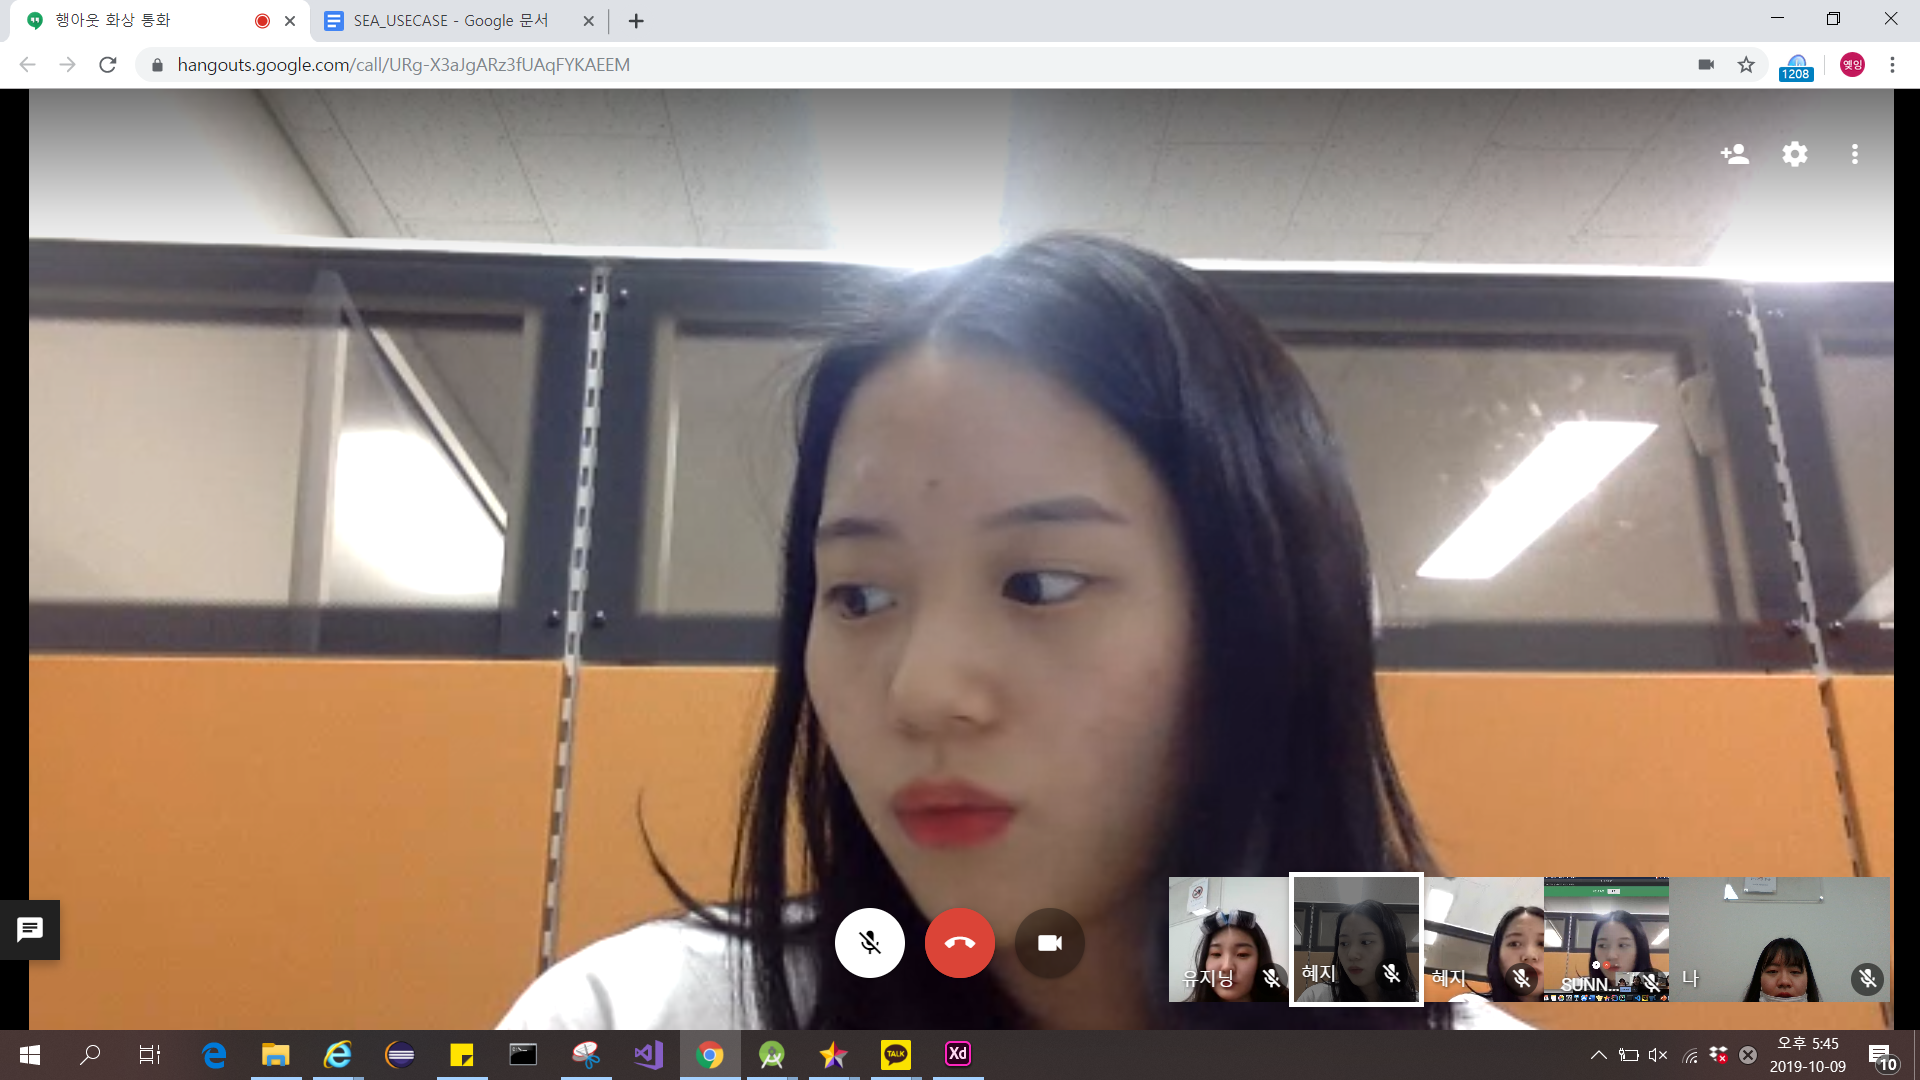 행아웃 화상 통화
SEA_USECASE - Google 문서
hangouts.google.com/call/URg-X3aJgARz3fUAqFYKAEEM
1208
옛잉
유지닝
혜지
혜지
SUNN...
나
TALK
Xd
오후 5:45
2019-10-09
10